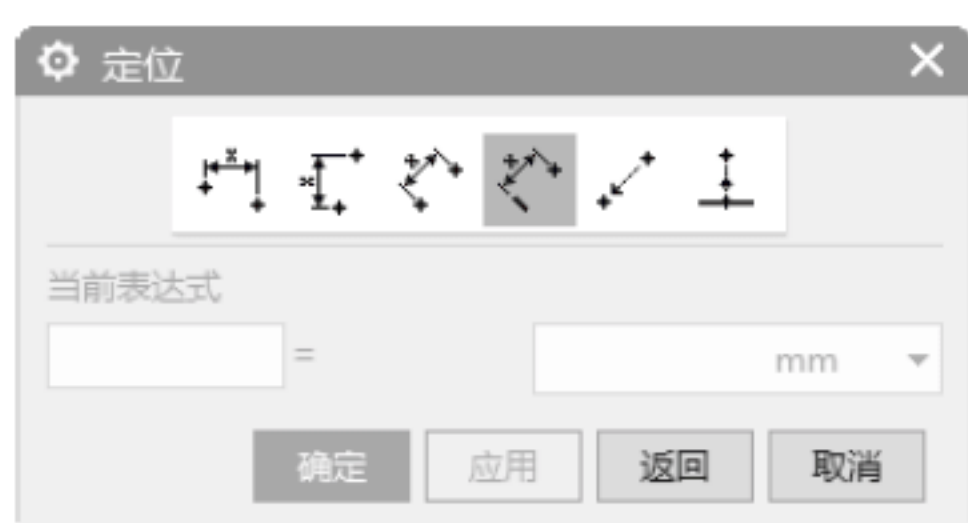 定位
当前表达式
=
mm
确定 应用 返回 取消